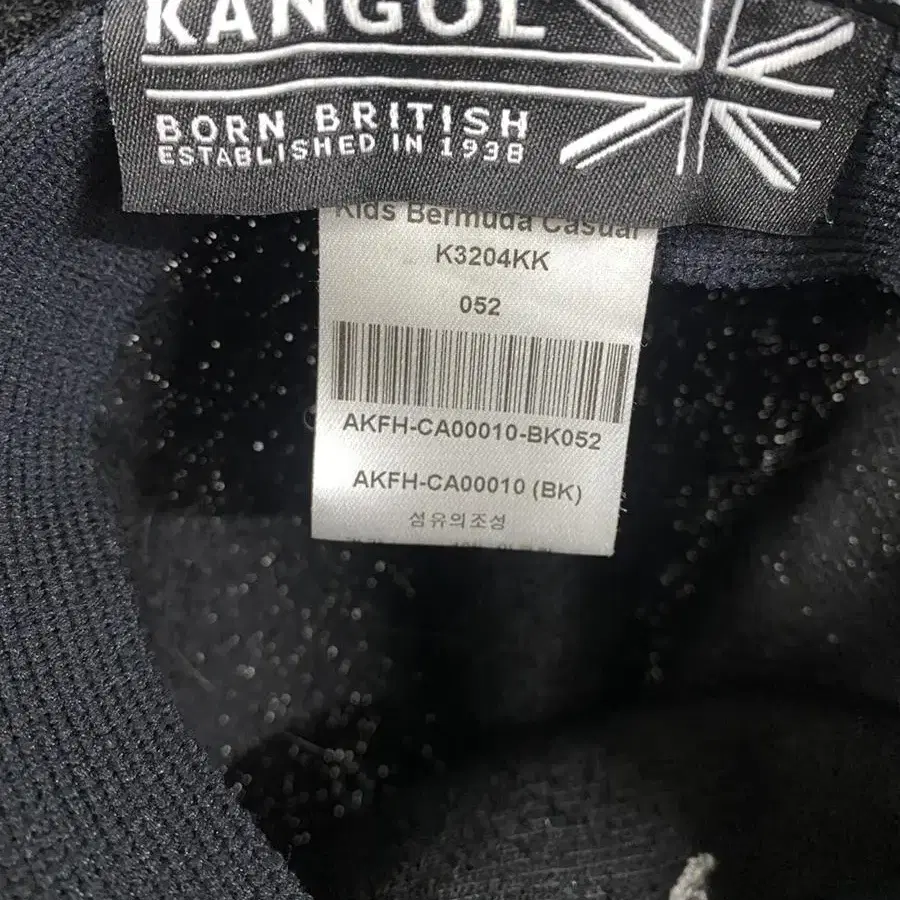 KANGOL
BORN BRITISH
ESTABLISHED IN 1938
Kids Bermuda Casual
K3204KK
052
AKFH-CA00010-BK052
AKFH-CA00010 (BK)
섬유의조성